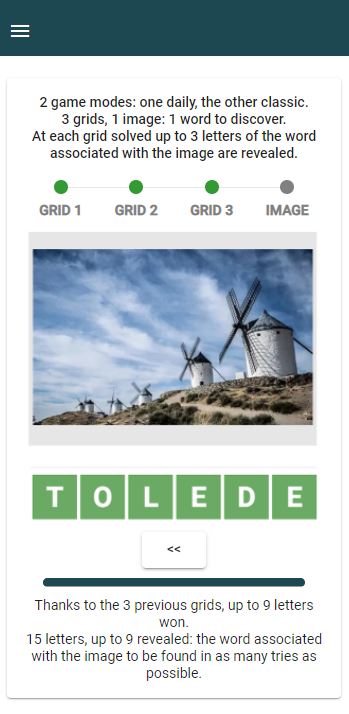 2 game modes: one daily, the other classic.
3 grids, 1 image: 1 word to discover.
At each grid solved up to 3 letters of the word
associated with the image are revealed.
GRID 1 GRID 2 GRID 3 IMAGE
T O L E D E
<<
Thanks to the 3 previous grids, up to 9 letters
won.
15 letters, up to 9 revealed: the word associated
with the image to be found in as many tries as
possible.